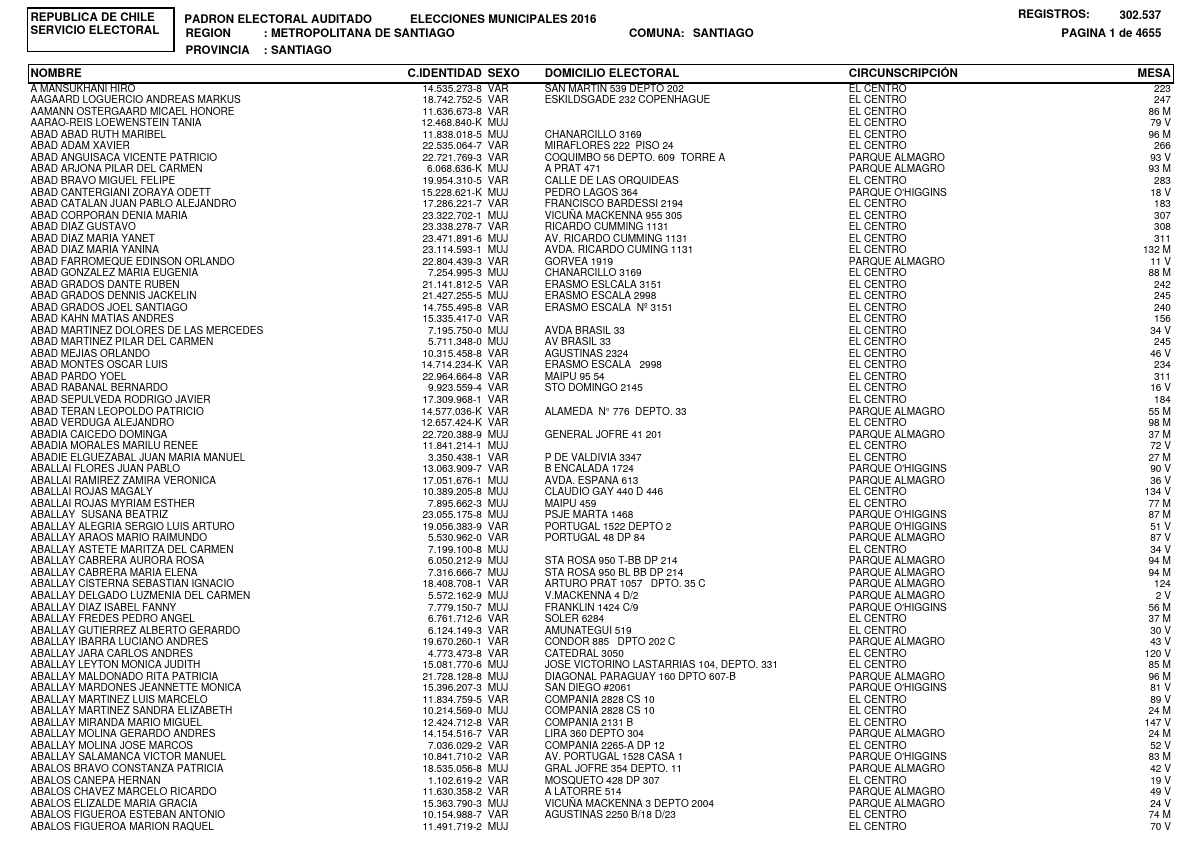 REPUBLICA DE CHILE
SERVICIO ELECTORAL
PADRON ELECTORAL AUDITADO ELECCIONES MUNICIPALES 2016
REGISTROS: 302.537
REGION : METROPOLITANA DE SANTIAGO COMUNA: SANTIAGO PAGINA 1 de 4655
PROVINCIA : SANTIAGO
NOMBRE C.IDENTIDAD SEXO DOMICILIO ELECTORAL CIRCUNSCRIPCIÓN MESA
A MANSUKHANI HIRO 14.535.273-8 VAR SAN MARTIN 539 DEPTO 202 EL CENTRO 223
AAGAARD LOGUERCIO ANDREAS MARKUS 18.742.752-5 VAR ESKILDSGADE 232 COPENHAGUE EL CENTRO 247
AAMANN OSTERGAARD MICAEL HONORE 11.636.673-8 VAR EL CENTRO 86 M
AARAO-REIS LOEWENSTEIN TANIA 12.468.840-K MUJ EL CENTRO 79 V
ABAD ABAD RUTH MARIBEL 11.838.018-5 MUJ CHANARCILLO 3169 EL CENTRO 96 M
ABAD ADAM XAVIER 22.535.064-7 VAR MIRAFLORES 222 PISO 24 EL CENTRO 266
ABAD ANGUISACA VICENTE PATRICIO 22.721.769-3 VAR COQUIMBO 56 DEPTO. 609 TORRE A PARQUE ALMAGRO 93 V
ABAD ARJONA PILAR DEL CARMEN 6.068.636-K MUJ A PRAT 471 PARQUE ALMAGRO 93 M
ABAD BRAVO MIGUEL FELIPE 19.954.310-5 VAR CALLE DE LAS ORQUIDEAS EL CENTRO 283
ABAD CANTERGIANI ZORAYA ODETT 15.228.621-K MUJ PEDRO LAGOS 364 PARQUE O'HIGGINS 18 V
ABAD CATALAN JUAN PABLO ALEJANDRO 17.286.221-7 VAR FRANCISCO BARDESSI 2194 EL CENTRO 183
ABAD CORPORAN DENIA MARIA 23.322.702-1 MUJ VICUÑA MACKENNA 955 305 EL CENTRO 307
ABAD DIAZ GUSTAVO 23.338.278-7 VAR RICARDO CUMMING 1131 EL CENTRO 308
ABAD DIAZ MARIA YANET 23.471.891-6 MUJ AV. RICARDO CUMMING 1131 EL CENTRO 311
ABAD DIAZ MARIA YANINA 23.114.593-1 MUJ AVDA. RICARDO CUMING 1131 EL CENTRO 132 M
ABAD FARROMEQUE EDINSON ORLANDO 22.804.439-3 VAR GORVEA 1919 PARQUE ALMAGRO 11 V
ABAD GONZALEZ MARIA EUGENIA 7.254.995-3 MUJ CHANARCILLO 3169 EL CENTRO 88 M
ABAD GRADOS DANTE RUBEN 21.141.812-5 VAR ERASMO ESLCALA 3151 EL CENTRO 242
ABAD GRADOS DENNIS JACKELIN 21.427.255-5 MUJ ERASMO ESCALA 2998 EL CENTRO 245
ABAD GRADOS JOEL SANTIAGO 14.755.495-8 VAR ERASMO ESCALA Nº 3151 EL CENTRO 240
ABAD KAHN MATIAS ANDRES 15.335.417-0 VAR EL CENTRO 156
ABAD MARTINEZ DOLORES DE LAS MERCEDES 7.195.750-0 MUJ AVDA BRASIL 33 EL CENTRO 34 V
ABAD MARTINEZ PILAR DEL CARMEN 5.711.348-0 MUJ AV BRASIL 33 EL CENTRO 245
ABAD MEJIAS ORLANDO 10.315.458-8 VAR AGUSTINAS 2324 EL CENTRO 46 V
ABAD MONTES OSCAR LUIS 14.714.234-K VAR ERASMO ESCALA 2998 EL CENTRO 234
ABAD PARDO YOEL 22.964.664-8 VAR MAIPU 95 54 EL CENTRO 311
ABAD RABANAL BERNARDO 9.923.559-4 VAR STO DOMINGO 2145 EL CENTRO 16 V
ABAD SEPULVEDA RODRIGO JAVIER 17.309.968-1 VAR EL CENTRO 184
ABAD TERAN LEOPOLDO PATRICIO 14.577.036-K VAR ALAMEDA N° 776 DEPTO. 33 PARQUE ALMAGRO 55 M
ABAD VERDUGA ALEJANDRO 12.657.424-K VAR EL CENTRO 98 M
ABADIA CAICEDO DOMINGA 22.720.388-9 MUJ GENERAL JOFRE 41 201 PARQUE ALMAGRO 37 M
ABADIA MORALES MARILU RENEE 11.841.214-1 MUJ EL CENTRO 72 V
ABADIE ELGUEZABAL JUAN MARIA MANUEL 3.350.438-1 VAR P DE VALDIVIA 3347 EL CENTRO 27 M
ABALLAI FLORES JUAN PABLO 13.063.909-7 VAR B ENCALADA 1724 PARQUE O'HIGGINS 90 V
ABALLAI RAMIREZ ZAMIRA VERONICA 17.051.676-1 MUJ AVDA. ESPANA 613 PARQUE ALMAGRO 36 V
ABALLAI ROJAS MAGALY 10.389.205-8 MUJ CLAUDIO GAY 440 D 446 EL CENTRO 134 V
ABALLAI ROJAS MYRIAM ESTHER 7.895.662-3 MUJ MAIPU 459 EL CENTRO 77 M
ABALLAY SUSANA BEATRIZ 23.055.175-8 MUJ PSJE MARTA 1468 PARQUE O'HIGGINS 87 M
ABALLAY ALEGRIA SERGIO LUIS ARTURO 19.056.383-9 VAR PORTUGAL 1522 DEPTO 2 PARQUE O'HIGGINS 51 V
ABALLAY ARAOS MARIO RAIMUNDO 5.530.962-0 VAR PORTUGAL 48 DP 84 PARQUE ALMAGRO 87 V
ABALLAY ASTETE MARITZA DEL CARMEN 7.199.100-8 MUJ EL CENTRO 34 V
ABALLAY CABRERA AURORA ROSA 6.050.212-9 MUJ STA ROSA 950 T-BB DP 214 PARQUE ALMAGRO 94 M
ABALLAY CABRERA MARIA ELENA 7.316.666-7 MUJ STA ROSA 950 BL BB DP 214 PARQUE ALMAGRO 94 M
ABALLAY CISTERNA SEBASTIAN IGNACIO 18.408.708-1 VAR ARTURO PRAT 1057 DPTO. 35 C PARQUE ALMAGRO 124
ABALLAY DELGADO LUZMENIA DEL CARMEN 5.572.162-9 MUJ V.MACKENNA 4 D/2 PARQUE ALMAGRO 2 V
ABALLAY DIAZ ISABEL FANNY 7.779.150-7 MUJ FRANKLIN 1424 C/9 PARQUE O'HIGGINS 56 M
ABALLAY FREDES PEDRO ANGEL 6.761.712-6 VAR SOLER 6284 EL CENTRO 37 M
ABALLAY GUTIERREZ ALBERTO GERARDO 6.124.149-3 VAR AMUNATEGUI 519 EL CENTRO 30 V
ABALLAY IBARRA LUCIANO ANDRES 19.670.260-1 VAR CONDOR 885 DPTO 202 C PARQUE ALMAGRO 43 V
ABALLAY JARA CARLOS ANDRES 4.773.473-8 VAR CATEDRAL 3050 EL CENTRO 120 V
ABALLAY LEYTON MONICA JUDITH 15.081.770-6 MUJ JOSE VICTORINO LASTARRIAS 104, DEPTO. 331 EL CENTRO 85 M
ABALLAY MALDONADO RITA PATRICIA 21.728.128-8 MUJ DIAGONAL PARAGUAY 160 DPTO 607-B PARQUE ALMAGRO 96 M
ABALLAY MARDONES JEANNETTE MONICA 15.396.207-3 MUJ SAN DIEGO #2061 PARQUE O'HIGGINS 81 V
ABALLAY MARTINEZ LUIS MARCELO 11.834.759-5 VAR COMPANIA 2828 CS 10 EL CENTRO 89 V
ABALLAY MARTINEZ SANDRA ELIZABETH 10.214.569-0 MUJ COMPANIA 2828 CS 10 EL CENTRO 24 M
ABALLAY MIRANDA MARIO MIGUEL 12.424.712-8 VAR COMPANIA 2131 B EL CENTRO 147 V
ABALLAY MOLINA GERARDO ANDRES 14.154.516-7 VAR LIRA 360 DEPTO 304 PARQUE ALMAGRO 24 M
ABALLAY MOLINA JOSE MARCOS 7.036.029-2 VAR COMPANIA 2265-A DP 12 EL CENTRO 52 V
ABALLAY SALAMANCA VICTOR MANUEL 10.841.710-2 VAR AV. PORTUGAL 1528 CASA 1 PARQUE O'HIGGINS 83 M
ABALOS BRAVO CONSTANZA PATRICIA 18.535.056-8 MUJ GRAL JOFRE 354 DEPTO. 11 PARQUE ALMAGRO 42 V
ABALOS CANEPA HERNAN 1.102.619-2 VAR MOSQUETO 428 DP 307 EL CENTRO 19 V
ABALOS CHAVEZ MARCELO RICARDO 11.630.358-2 VAR A LATORRE 514 PARQUE ALMAGRO 49 V
ABALOS ELIZALDE MARIA GRACIA 15.363.790-3 MUJ VICUÑA MACKENNA 3 DEPTO 2004 PARQUE ALMAGRO 24 V
ABALOS FIGUEROA ESTEBAN ANTONIO 10.154.988-7 VAR AGUSTINAS 2250 B/18 D/23 EL CENTRO 74 M
ABALOS FIGUEROA MARION RAQUEL 11.491.719-2 MUJ EL CENTRO 70 V